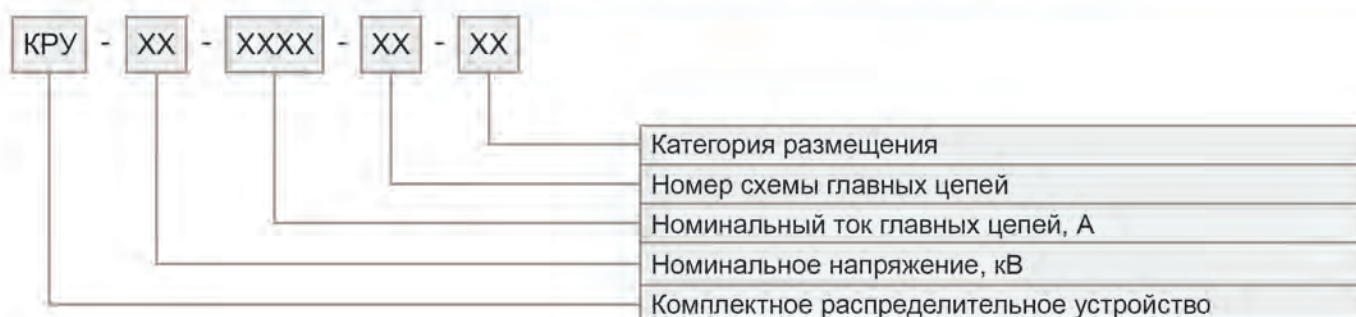 КРУ - XX - XXXX - XX - XX
Категория размещения
Номер схемы главных цепей
Номинальный ток главных цепей, А
Номинальное напряжение, кВ
Комплектное распределительное устройство